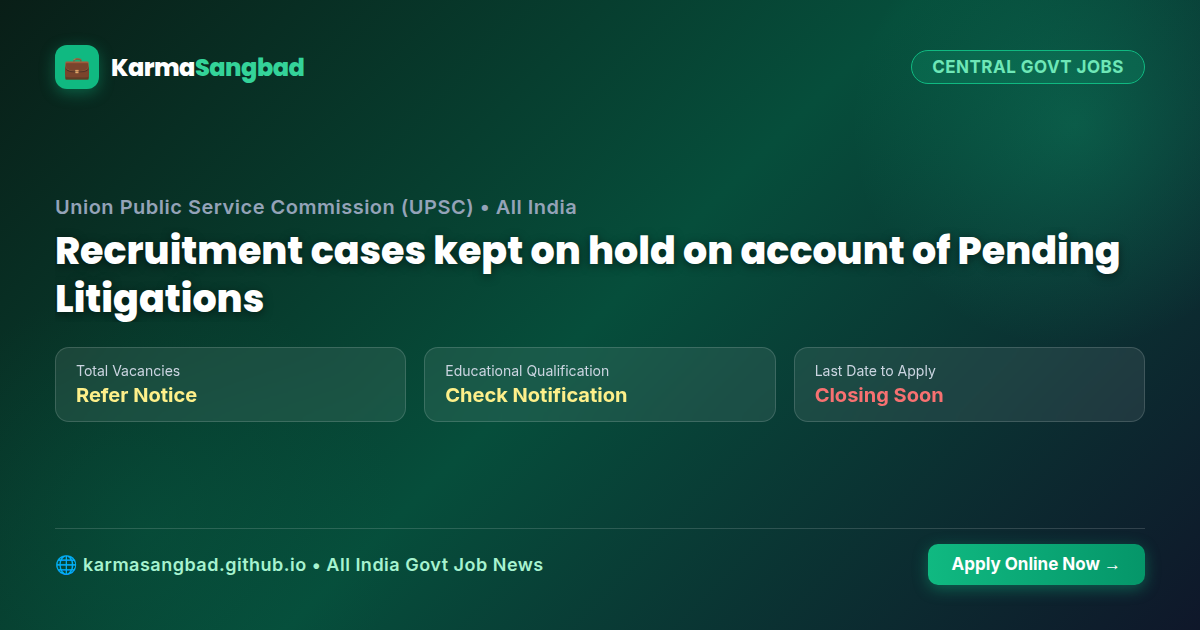 KarmaSangbad
CENTRAL GOVT JOBS
Union Public Service Commission (UPSC) • All India
Recruitment cases kept on hold on account of Pending
Litigations
Total Vacancies
Refer Notice
Educational Qualification
Check Notification
Last Date to Apply
Closing Soon
karmasangbad.github.io • All India Govt Job News
Apply Online Now →